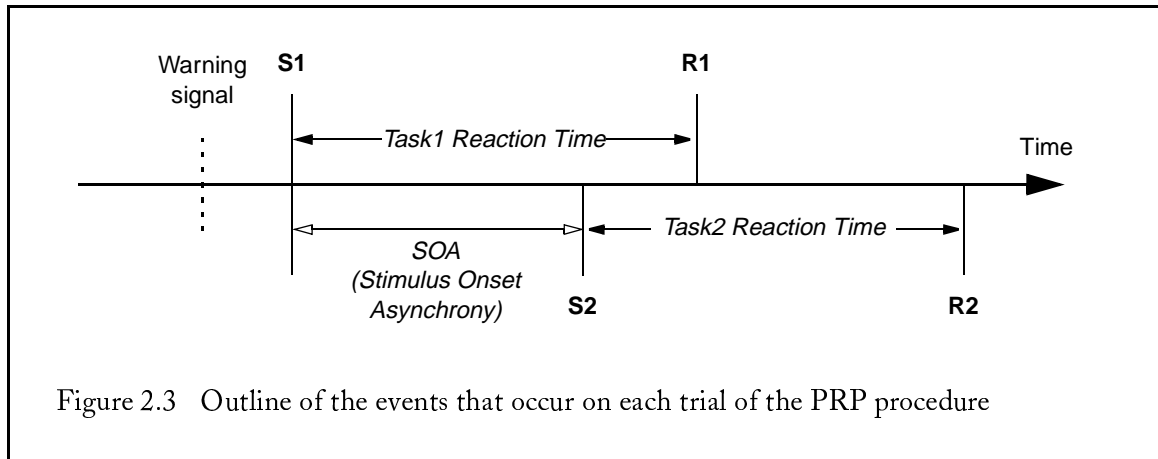 Warning
signal
S1
R1
Task1 Reaction Time
Time
SOA
(Stimulus Onset
Asynchrony)
Task2 Reaction Time
S2
R2
Figure 2.3 Outline of the events that occur on each trial of the PRP procedure